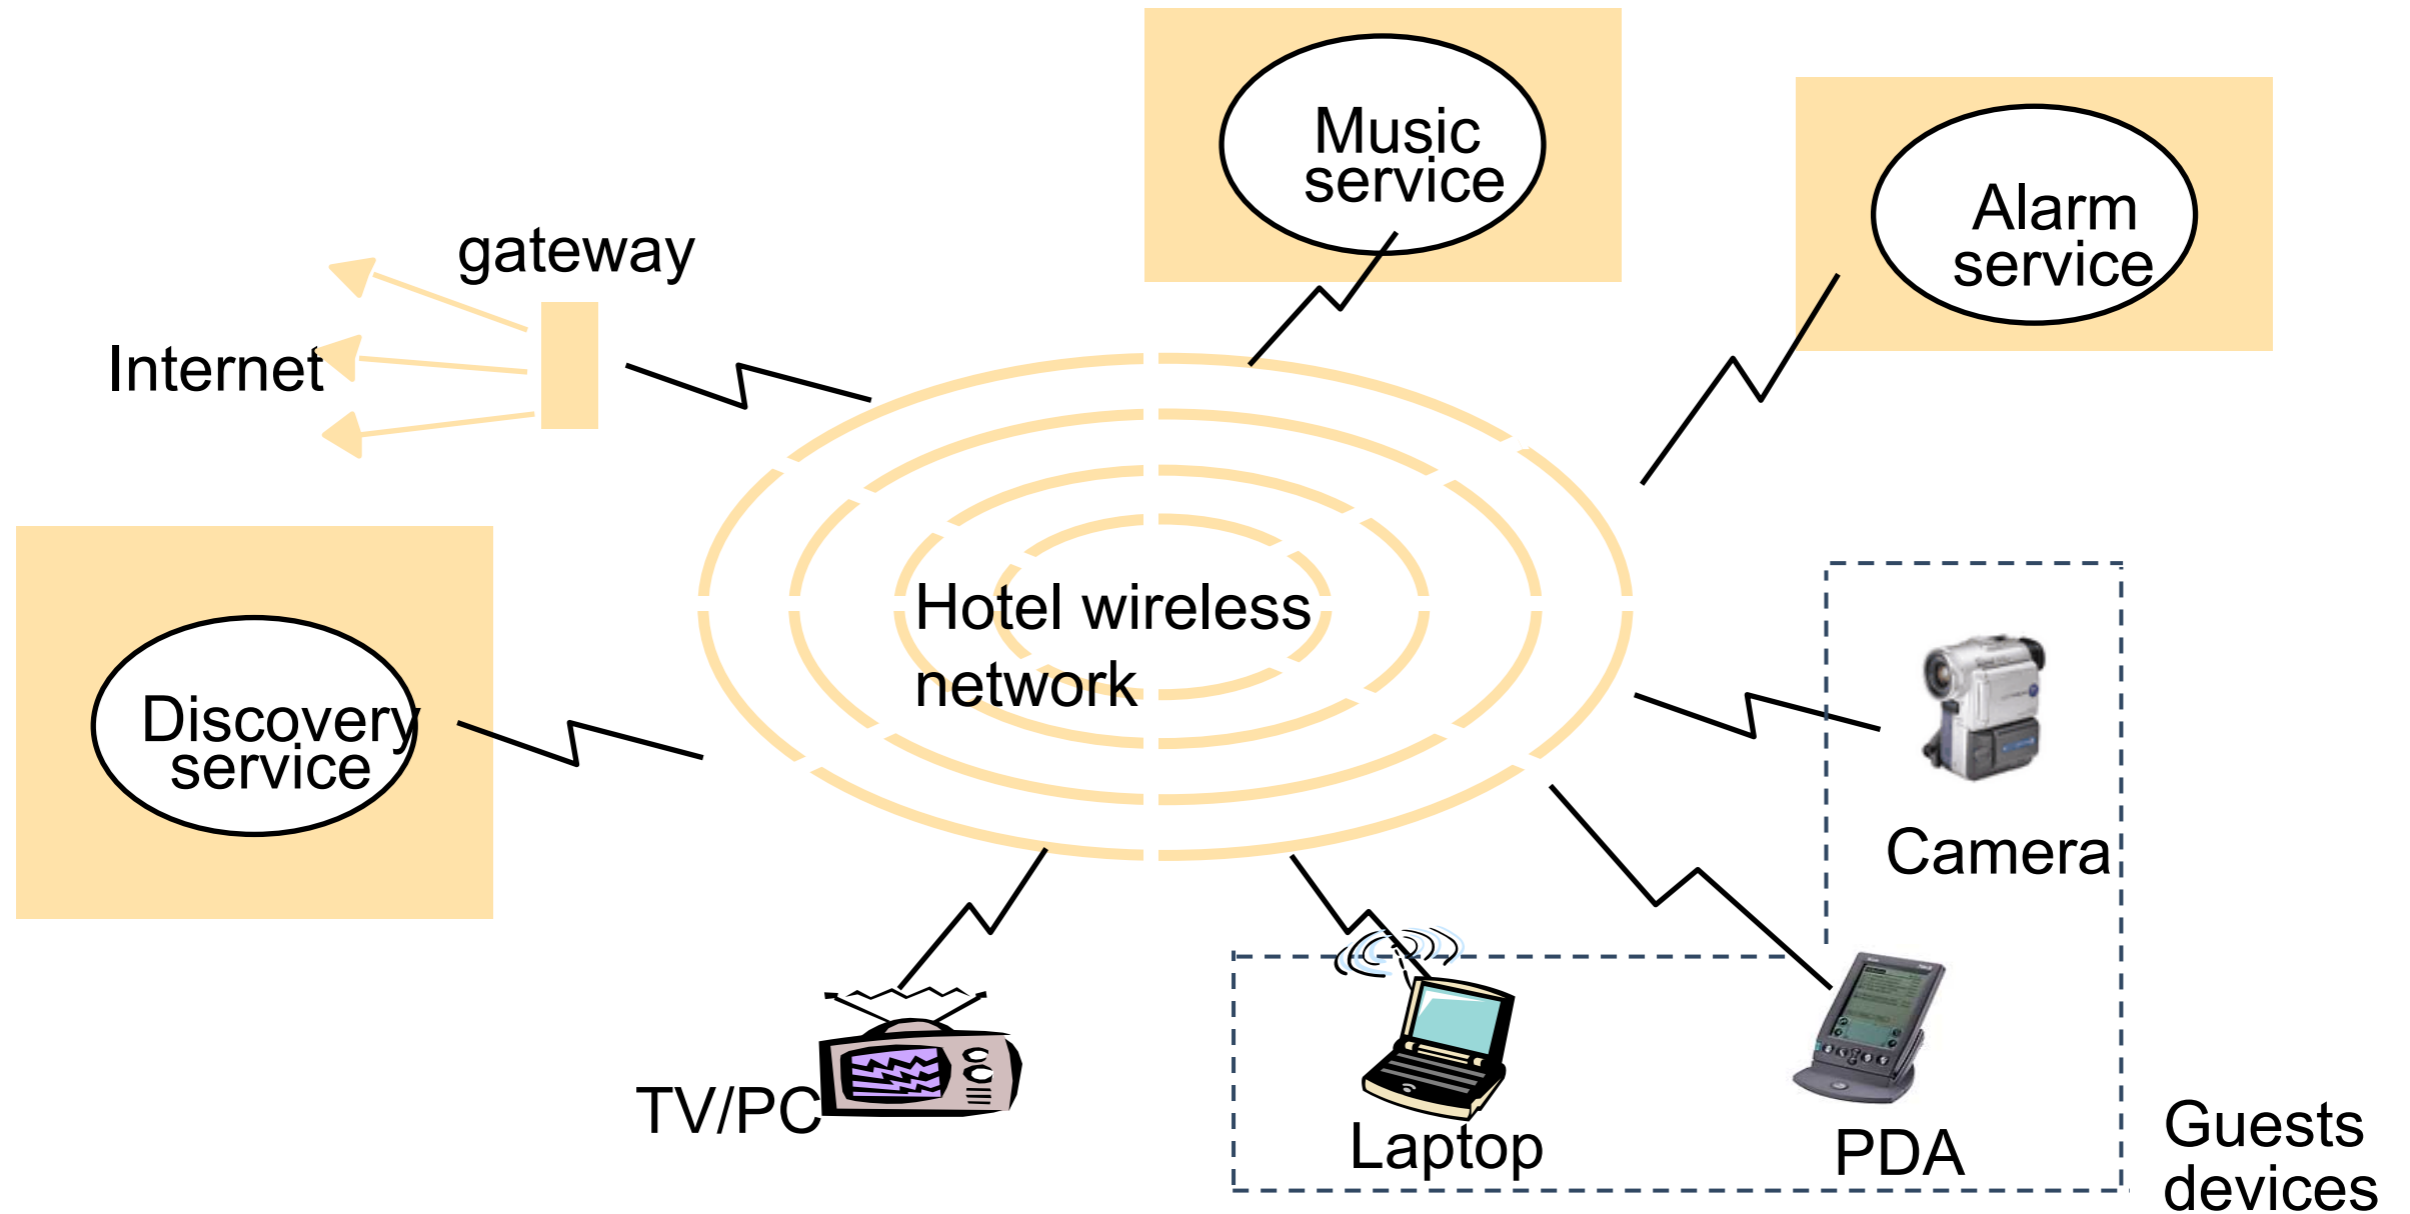 Music
service
Alarm
service
gateway
Internet
Hotel wireless
network
Discovery
service
Camera
TV/PC
Laptop
PDA
Guests
devices